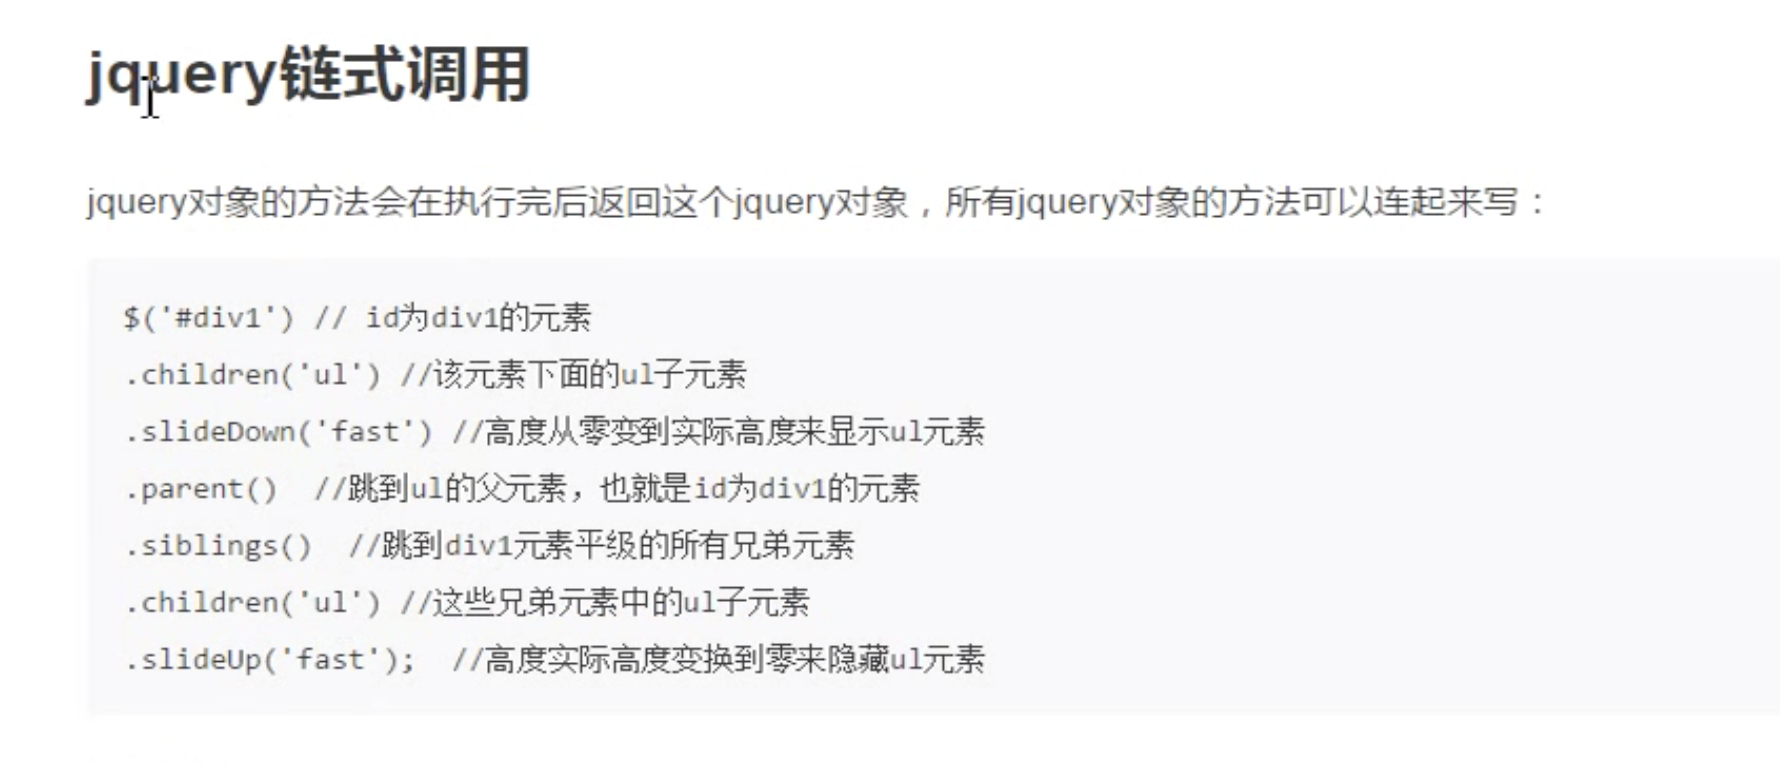 jquery链式调用
jquery对象的方法会在执行完后返回这个jquery对象，所有jquery对象的方法可以连起来写：
$('#div1') // id为div1的元素
.children('ul') //该元素下面的ul子元素
.slideDown('fast') //高度从零变到实际高度来显示ul元素
.parent()  //跳到ul的父元素，也就是id为div1的元素
.siblings()  //跳到div1元素平级的所有兄弟元素
.children('ul') //这些兄弟元素中的ul子元素
.slideUp('fast');  //高度实际高度变换到零来隐藏ul元素